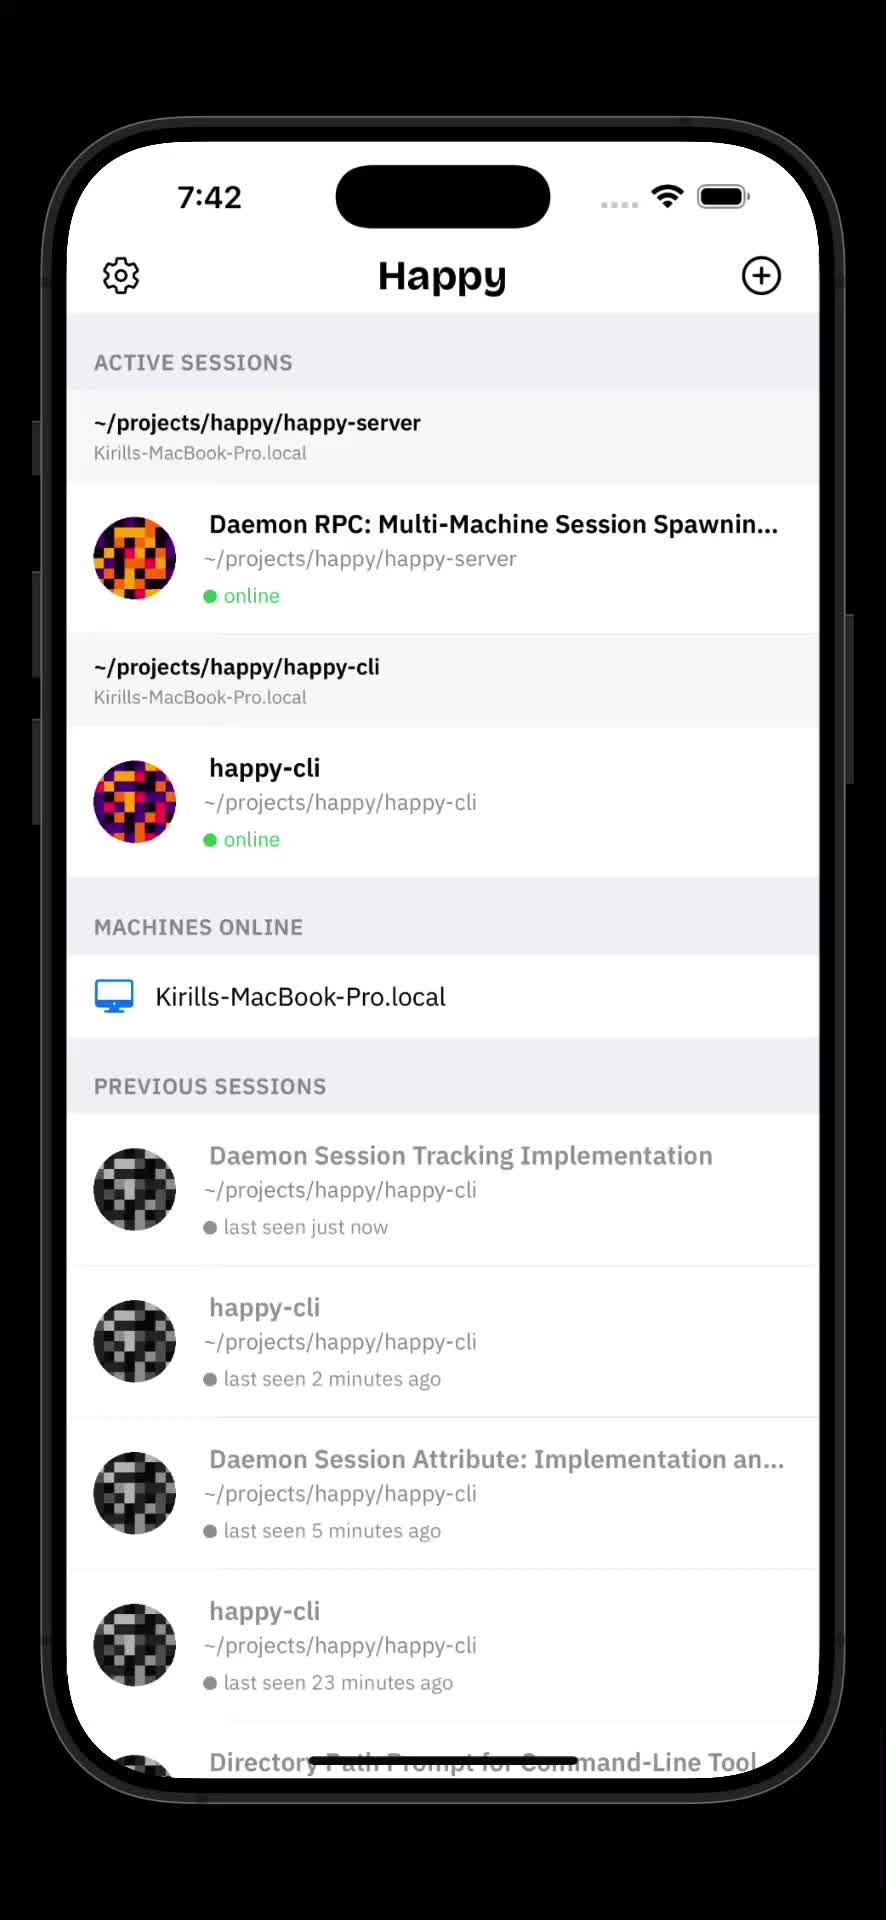 7:42
Happy
ACTIVE SESSIONS
~/projects/happy/happy-server
Kirills-MacBook-Pro.local
Daemon RPC: Multi-Machine Session Spawnin...
~/projects/happy/happy-server
online
~/projects/happy/happy-cli
Kirills-MacBook-Pro.local
happy-cli
~/projects/happy/happy-cli
online
MACHINES ONLINE
Kirills-MacBook-Pro.local
PREVIOUS SESSIONS
Daemon Session Tracking Implementation
~/projects/happy/happy-cli
last seen just now
happy-cli
~/projects/happy/happy-cli
last seen 2 minutes ago
Daemon Session Attribute: Implementation an...
~/projects/happy/happy-cli
last seen 5 minutes ago
happy-cli
~/projects/happy/happy-cli
last seen 23 minutes ago
Directory Path Prompt for Command-Line Tool